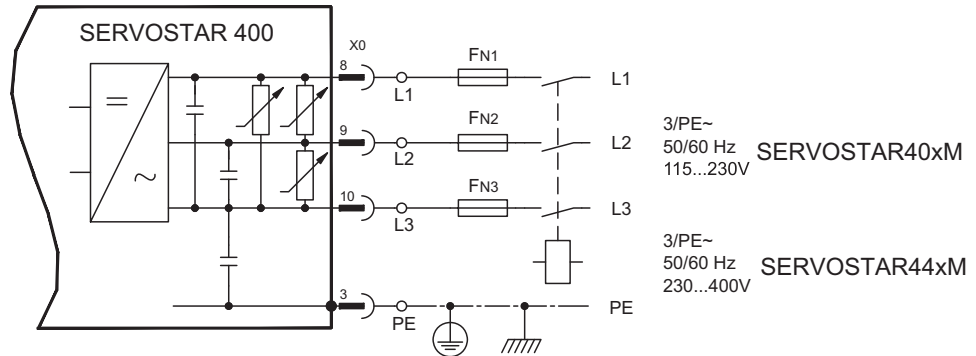 SERVOSTAR 400
X0
8
L1
FN1
L1
9
L2
FN2
L2
10
L3
FN3
L3
3
PE
PE
3/PE~
50/60 Hz
115...230V
SERVOSTAR40xM
3/PE~
50/60 Hz
230...400V
SERVOSTAR44xM